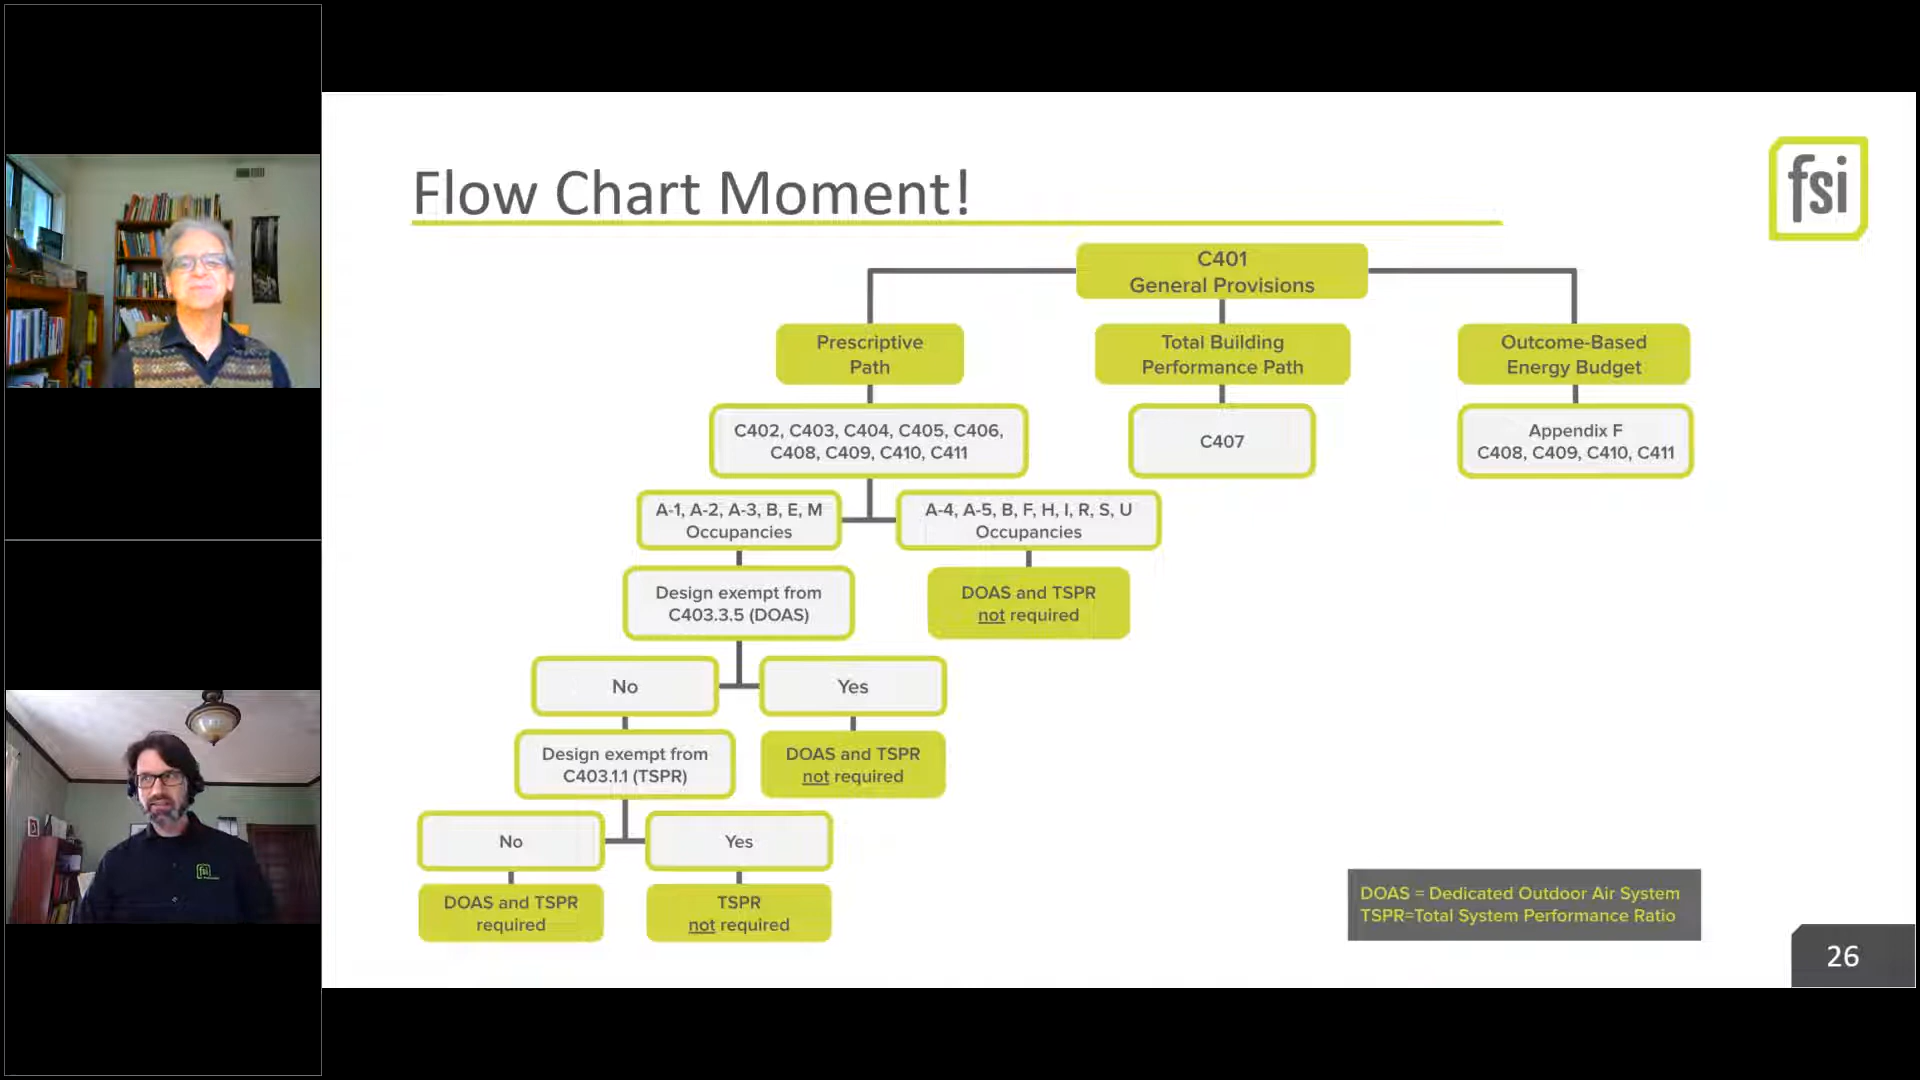 Flow Chart Moment!
fsi
C401
General Provisions
Prescriptive
Path
Total Building
Performance Path
Outcome-Based
Energy Budget
C402, C403, C404, C405, C406,
C408, C409, C410, C411
C407
Appendix F
C408, C409, C410, C411
A-1, A-2, A-3, B, E, M
Occupancies
A-4, A-5, B, F, H, I, R, S, U
Occupancies
Design exempt from
C403.3.5 (DOAS)
DOAS and TSPR
not required
No
Yes
Design exempt from
C403.1.1 (TSPR)
DOAS and TSPR
not required
No
Yes
DOAS and TSPR
required
TSPR
not required
DOAS = Dedicated Outdoor Air System
TSPR=Total System Performance Ratio
26
fsi